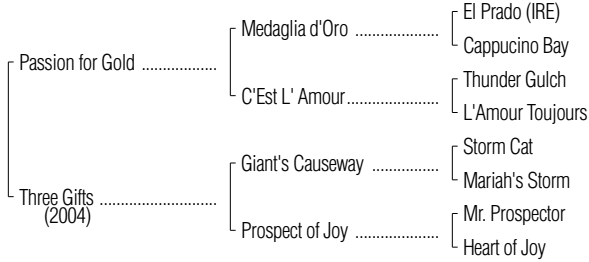 El Prado (IRE)
Medaglia d'Oro ....................
Cappucino Bay
Passion for Gold ..................
Thunder Gulch
C'Est L' Amour......................
L'Amour Toujours
Storm Cat
Giant's Causeway ................
Mariah's Storm
Three Gifts ............................
(2004)
Mr. Prospector
Prospect of Joy ....................
Heart of Joy